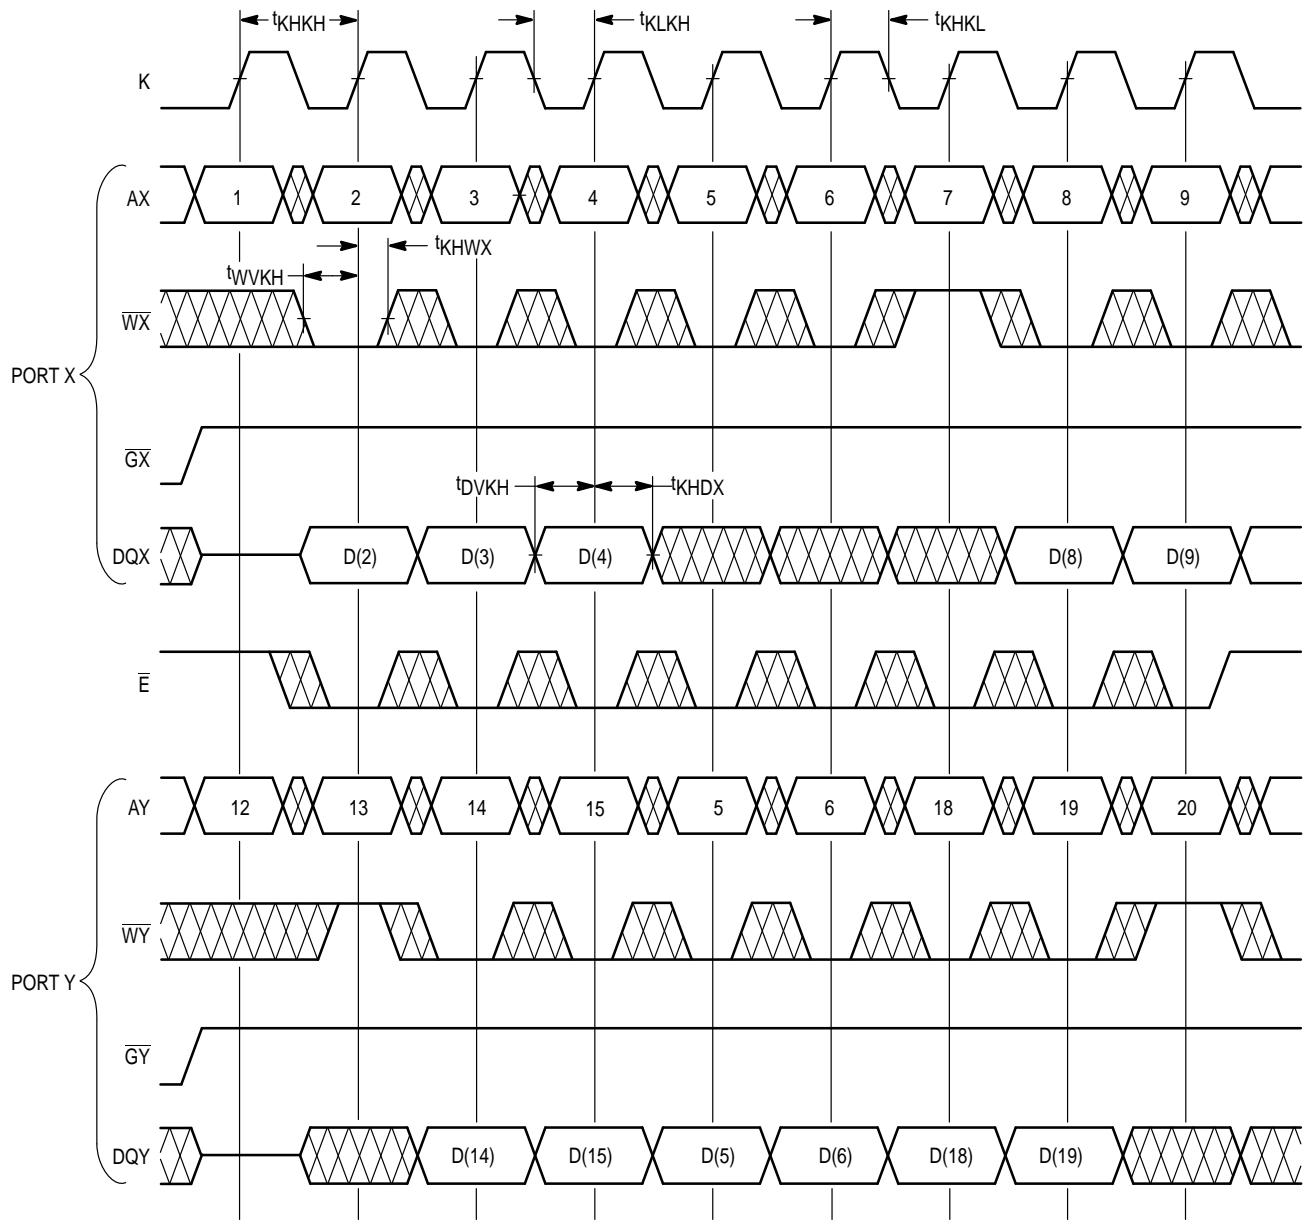 tKHKH tKLKH tKHKL
K
AX 1 2 3 4 5 6 7 8 9
tKHWX
tWVKH
WX
PORT X
GX
tDVKH tKHDX
DQX D(2) D(3) D(4) D(8) D(9)
E
AY 12 13 14 15 5 6 18 19 20
WY
PORT Y
GY
DQY D(14) D(15) D(5) D(6) D(18) D(19)